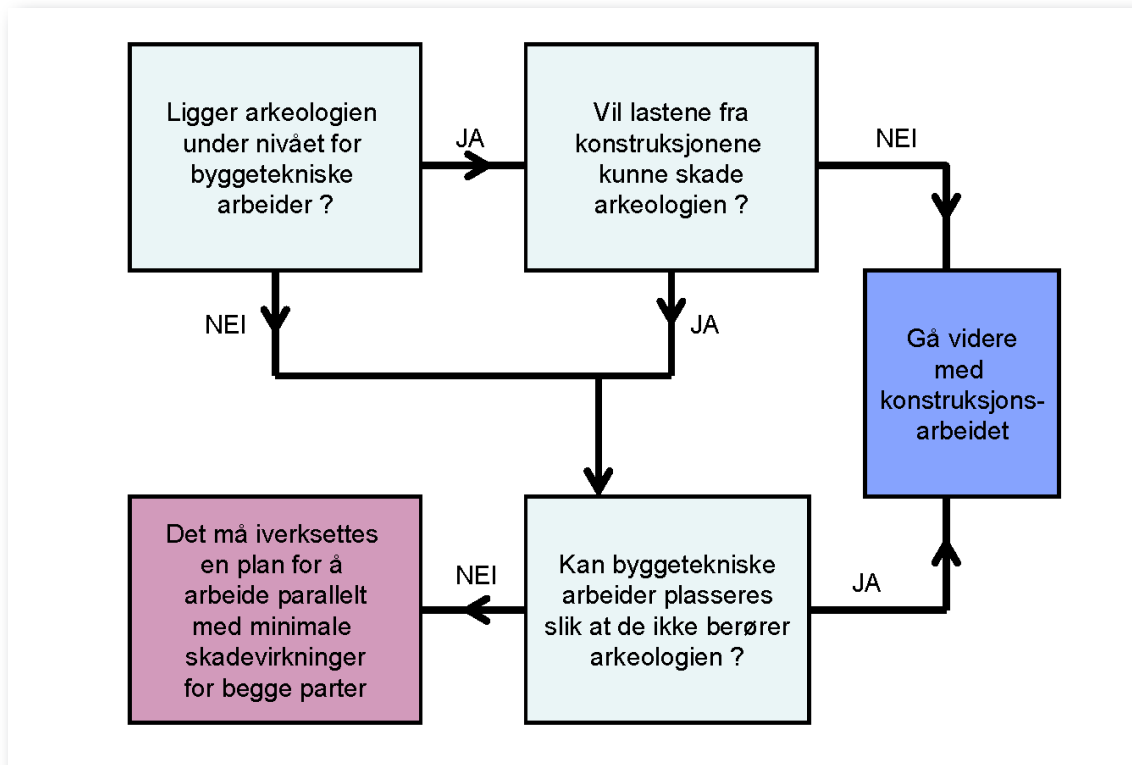 Ligger arkeologien
under nivået for
byggetekniske
arbeider ?
JA
Vil lastene fra
konstruksjonene
kunne skade
arkeologien ?
NEI
NEI
JA
Gå videre
med
konstruksjons-
arbeidet
Det må iverksettes
en plan for å
arbeide parallelt
med minimale
skadevirkninger
for begge parter
NEI
Kan byggetekniske
arbeider plasseres
slik at de ikke berører
arkeologien ?
JA